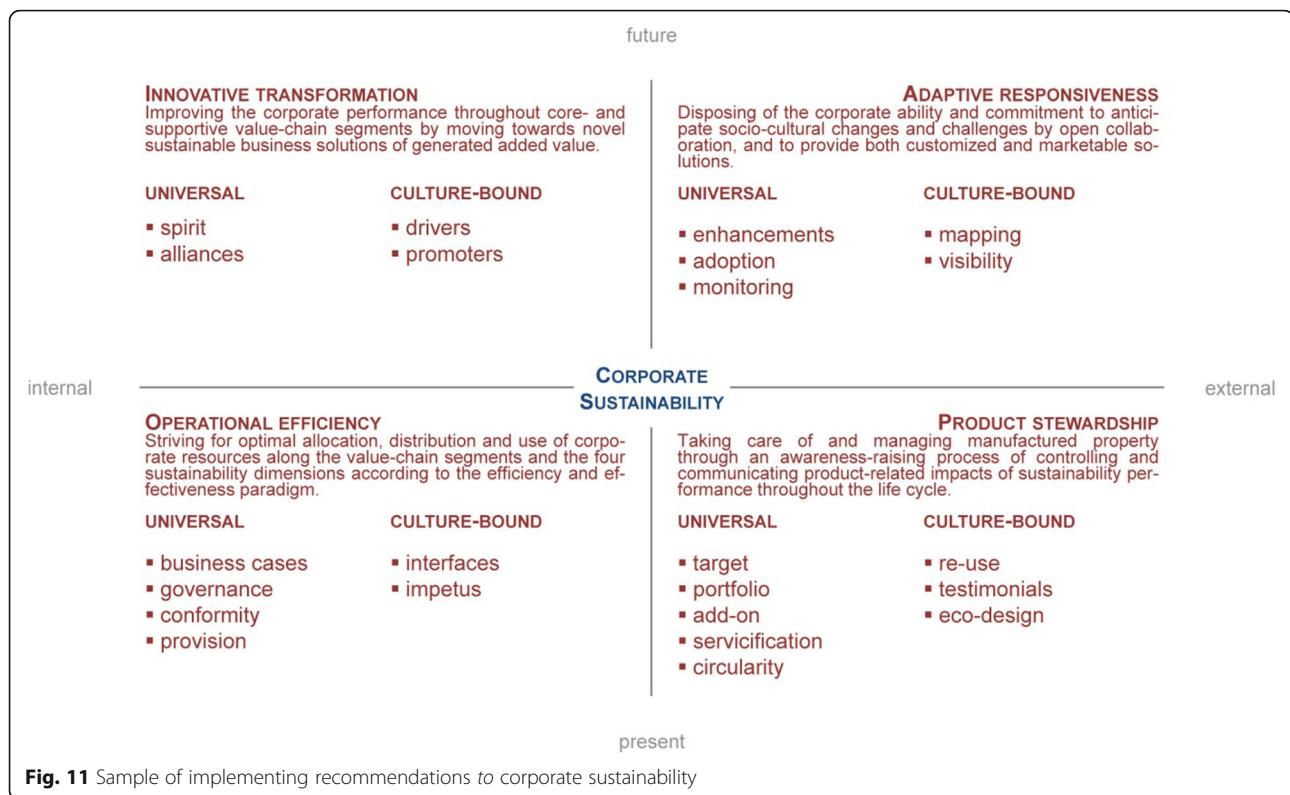 future
INNOVATIVE TRANSFORMATION
Improving the corporate performance throughout core- and
supportive value-chain segments by moving towards novel
sustainable business solutions of generated added value.
UNIVERSAL
▪ spirit
▪ alliances
CULTURE-BOUND
▪ drivers
▪ promoters
ADAPTIVE RESPONSIVENESS
Disposing of the corporate ability and commitment to antici-
pate socio-cultural changes and challenges by open collab-
oration, and to provide both customized and marketable so-
lutions.
UNIVERSAL
▪ enhancements
▪ adoption
▪ monitoring
CULTURE-BOUND
▪ mapping
▪ visibility
internal
CORPORATE
SUSTAINABILITY
external
OPERATIONAL EFFICIENCY
Striving for optimal allocation, distribution and use of corpo-
rate resources along the value-chain segments and the four
sustainability dimensions according to the efficiency and ef-
fectiveness paradigm.
UNIVERSAL
▪ business cases
▪ governance
▪ conformity
▪ provision
CULTURE-BOUND
▪ interfaces
▪ impetus
PRODUCT STEWARDSHIP
Taking care of and managing manufactured property
through an awareness-raising process of controlling and
communicating product-related impacts of sustainability per-
formance throughout the life cycle.
UNIVERSAL
▪ target
▪ portfolio
▪ add-on
▪ servicification
▪ circularity
CULTURE-BOUND
▪ re-use
▪ testimonials
▪ eco-design
present
Fig. 11 Sample of implementing recommendations to corporate sustainability